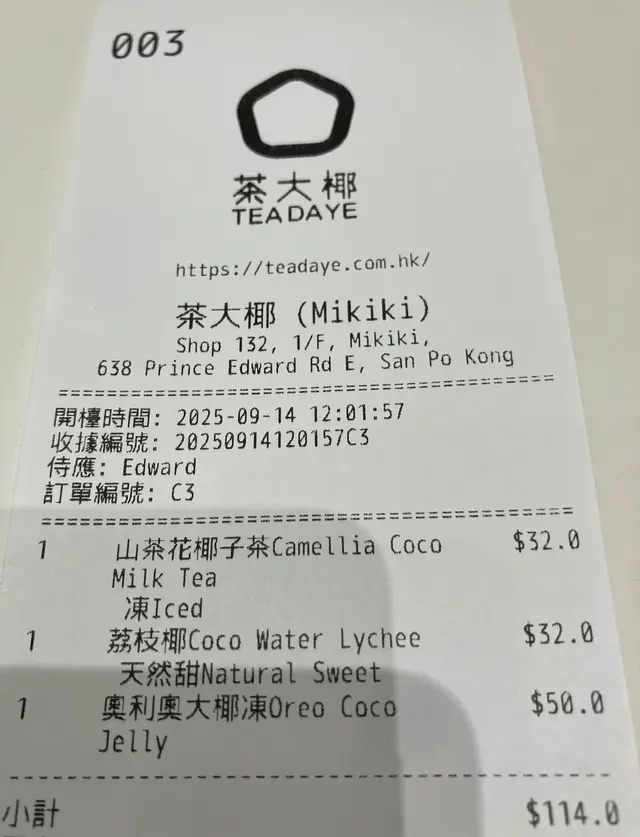 003
茶大椰
TEADAYE
https://teadaye.com.hk/
茶大椰 (Mikiki)
Shop 132, 1/F, Mikiki,
638 Prince Edward Rd E, San Po Kong
================================================
開檯時間: 2025-09-14 12:01:57
收據編號: 20250914120157C3
侍應: Edward
訂單編號: C3
================================================
1 山茶花椰子茶Camellia Coco $32.0
Milk Tea
凍Iced
1 荔枝椰Coco Water Lychee $32.0
天然甜Natural Sweet
1 奧利奧大椰凍Oreo Coco $50.0
Jelly
------------------------------------------------
小計 $114.0